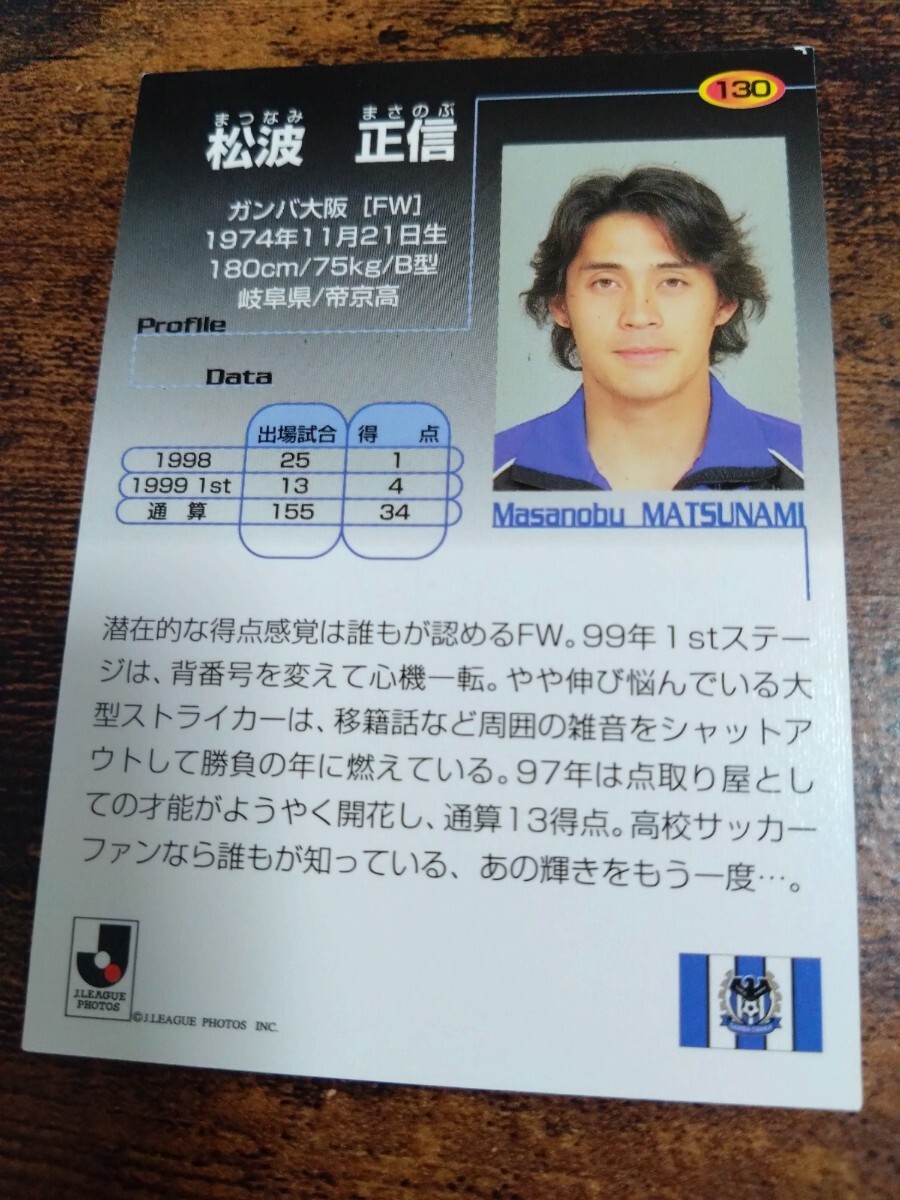 130
まつなみ まさのぶ
松波 正信
ガンバ大阪 [FW]
1974年11月21日生
180cm/75kg/B型
岐阜県/帝京高
Profile
Data
出場試合 得 点
1998 25 1
1999 1st 13 4
通 算 155 34
Masanobu MATSUNAMI
潜在的な得点感覚は誰もが認めるFW。99年1stステー
ジは、背番号を変えて心機一転。やや伸び悩んでいる大
型ストライカーは、移籍話など周囲の雑音をシャットア
ウトして勝負の年に燃えている。97年は点取り屋とし
ての才能がようやく開花し、通算13得点。高校サッカー
ファンなら誰もが知っている、あの輝きをもう一度…。
J.LEAGUE
PHOTOS
©J.LEAGUE PHOTOS INC.